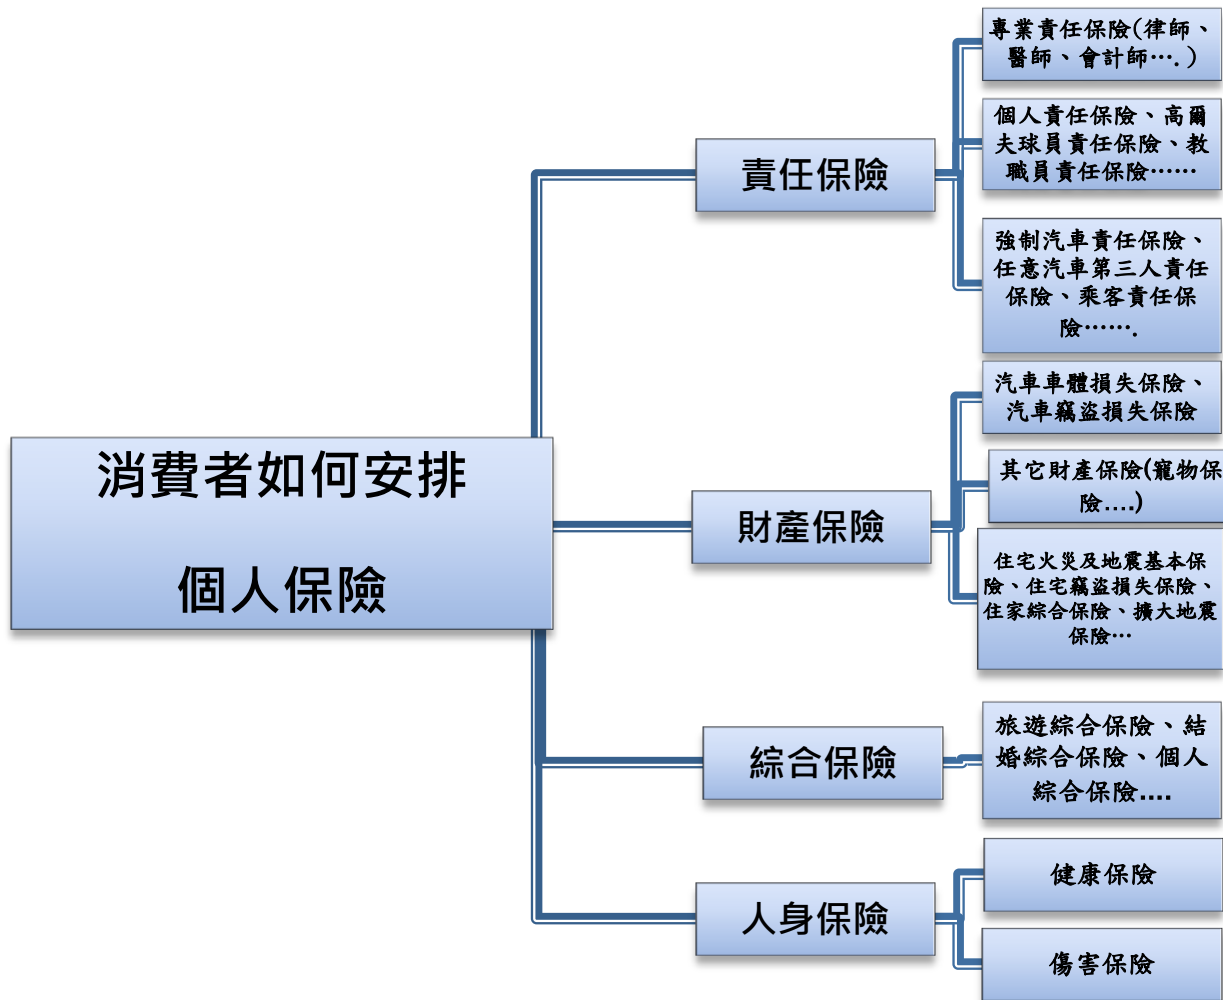 專業責任保險(律師、
醫師、會計師….)
個人責任保險、高爾
夫球員責任保險、教
職員責任保險……
責任保險
強制汽車責任保險、
任意汽車第三人責任
保險、乘客責任保
險…….
汽車車體損失保險、
汽車竊盜損失保險
消費者如何安排
個人保險
財產保險
其它財產保險(寵物保
險....)
住宅火災及地震基本保
險、住宅竊盜損失保險、
住家綜合保險、擴大地震
保險…
綜合保險
旅遊綜合保險、結
婚綜合保險、個人
綜合保險....
人身保險
健康保險
傷害保險